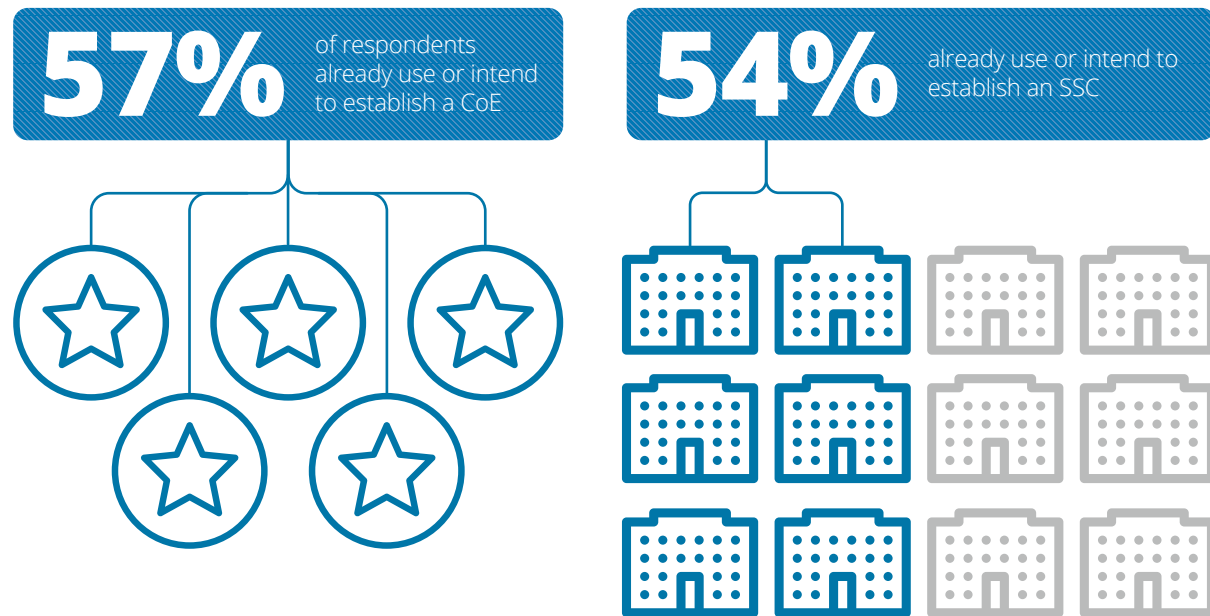 57%
of respondents
already use or intend
to establish a CoE
54%
already use or intend to
establish an SSC